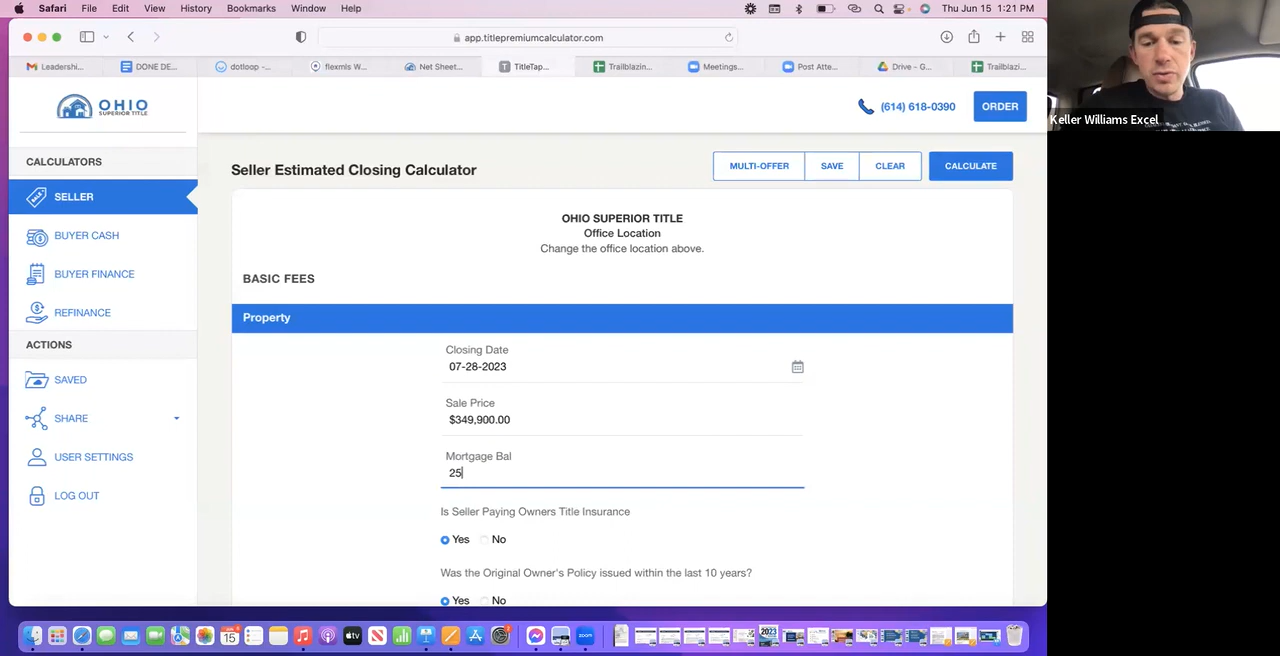 Safari File Edit View History Bookmarks Window Help Thu Jun 15 1:21 PM
app.titlepremiumcalculator.com
Leadershi... DONE DE... dotloop -... flexmls W... Net Sheet... TitleTap... Trailblazin... Meetings... Post Atte... Drive – G... Trailblazi...
OHIO
SUPERIOR TITLE
(614) 618-0390 ORDER
CALCULATORS
SELLER
BUYER CASH
BUYER FINANCE
REFINANCE
ACTIONS
SAVED
SHARE
USER SETTINGS
LOG OUT
Seller Estimated Closing Calculator
MULTI-OFFER SAVE CLEAR CALCULATE
OHIO SUPERIOR TITLE
Office Location
Change the office location above.
BASIC FEES
Property
Closing Date
07-28-2023
Sale Price
$349,900.00
Mortgage Bal
25
Is Seller Paying Owners Title Insurance
Yes No
Was the Original Owner's Policy issued within the last 10 years?
Yes No
Keller Williams Excel